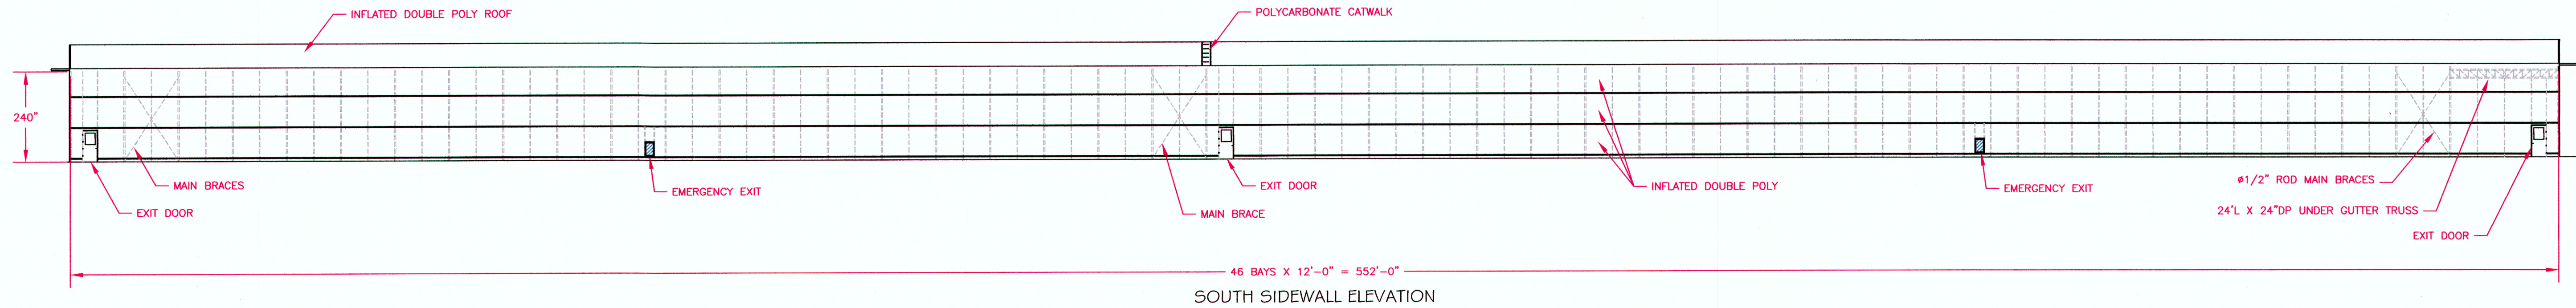 INFLATED DOUBLE POLY ROOF
POLYCARBONATE CATWALK
240"
MAIN BRACES
EXIT DOOR
EMERGENCY EXIT
EXIT DOOR
MAIN BRACE
INFLATED DOUBLE POLY
EMERGENCY EXIT
ø1/2" ROD MAIN BRACES
24'L X 24"DP UNDER GUTTER TRUSS
EXIT DOOR
46 BAYS X 12'-0" = 552'-0"
SOUTH SIDEWALL ELEVATION